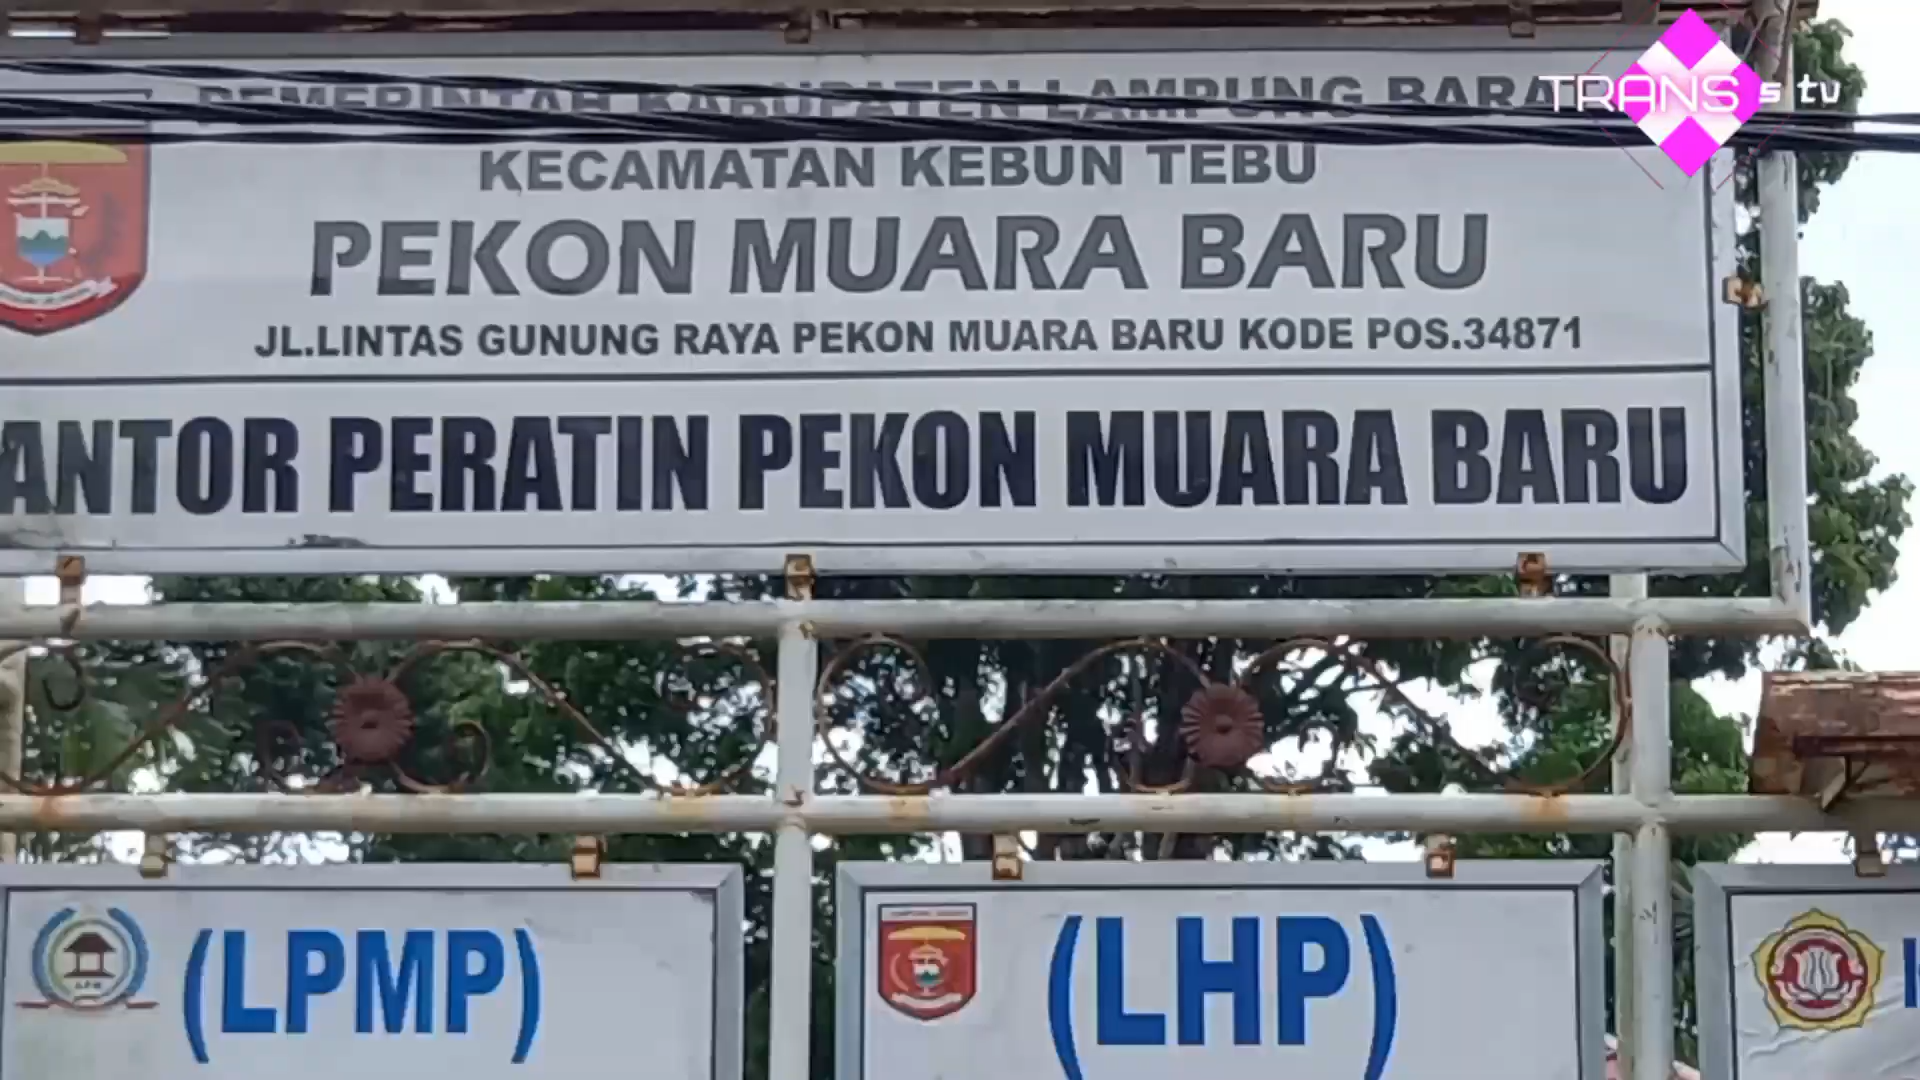 PEMERINTAH KABUPATEN LAMPUNG BARA
TRANS s tv
KECAMATAN KEBUN TEBU
PEKON MUARA BARU
JL.LINTAS GUNUNG RAYA PEKON MUARA BARU KODE POS.34871
ANTOR PERATIN PEKON MUARA BARU
(LPMP)
(LHP)